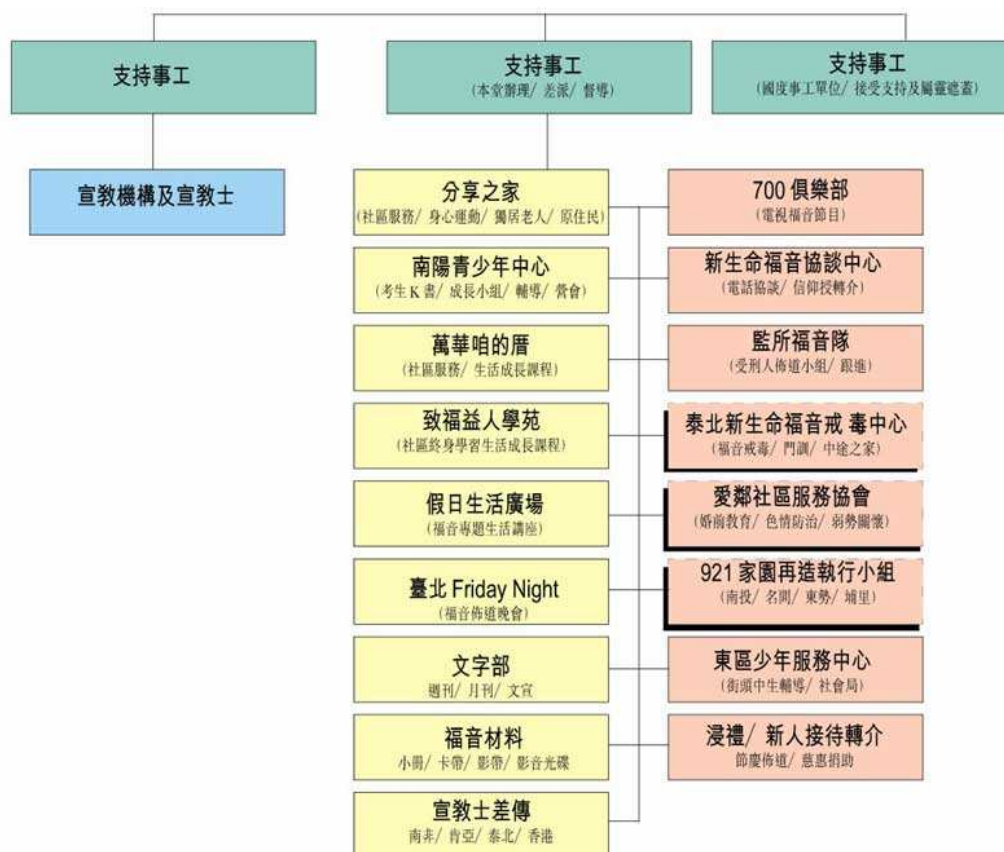 支持事工
支持事工
(本堂辦理/ 差派/ 督導)
支持事工
(國度事工單位/ 接受支持及屬靈遮蓋)
宣教機構及宣教士
分享之家
(社區服務/ 身心運動/ 獨居老人/ 原住民)
700 俱樂部
(電視福音節目)
南陽青少年中心
(考生 K 書/ 成長小組/ 輔導/ 營會)
新生命福音協談中心
(電話協談/ 信仰授轉介)
萬華咱的厝
(社區服務/ 生活成長課程)
監所福音隊
(受刑人佈道小組/ 跟進)
致福益人學苑
(社區終身學習生活成長課程)
泰北新生命福音戒 毒中心
(福音戒毒/ 門訓/ 中途之家)
假日生活廣場
(福音專題生活講座)
愛鄰社區服務協會
(婚前教育/ 色情防治/ 弱勢關懷)
臺北 Friday Night
(福音佈道晚會)
921 家園再造執行小組
(南投/ 名間/ 東勢/ 埔里)
文字部
週刊/ 月刊/ 文宣
東區少年服務中心
(街頭中生輔導/ 社會局)
福音材料
小冊/ 卡帶/ 影帶/ 影音光碟
浸禮/ 新人接待轉介
節慶佈道/ 慈惠捐助
宣教士差傳
南非/ 肯亞/ 泰北/ 香港